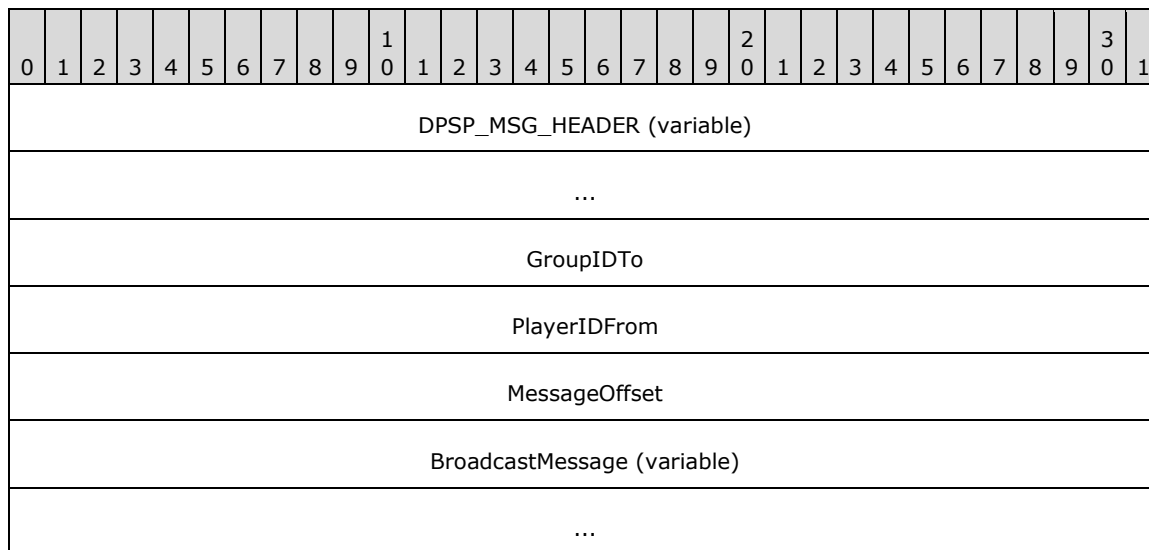 1 2 3
0 1 2 3 4 5 6 7 8 9 0 1 2 3 4 5 6 7 8 9 0 1 2 3 4 5 6 7 8 9 0 1
DPSP_MSG_HEADER (variable)
...
GroupIDTo
PlayerIDFrom
MessageOffset
BroadcastMessage (variable)
...